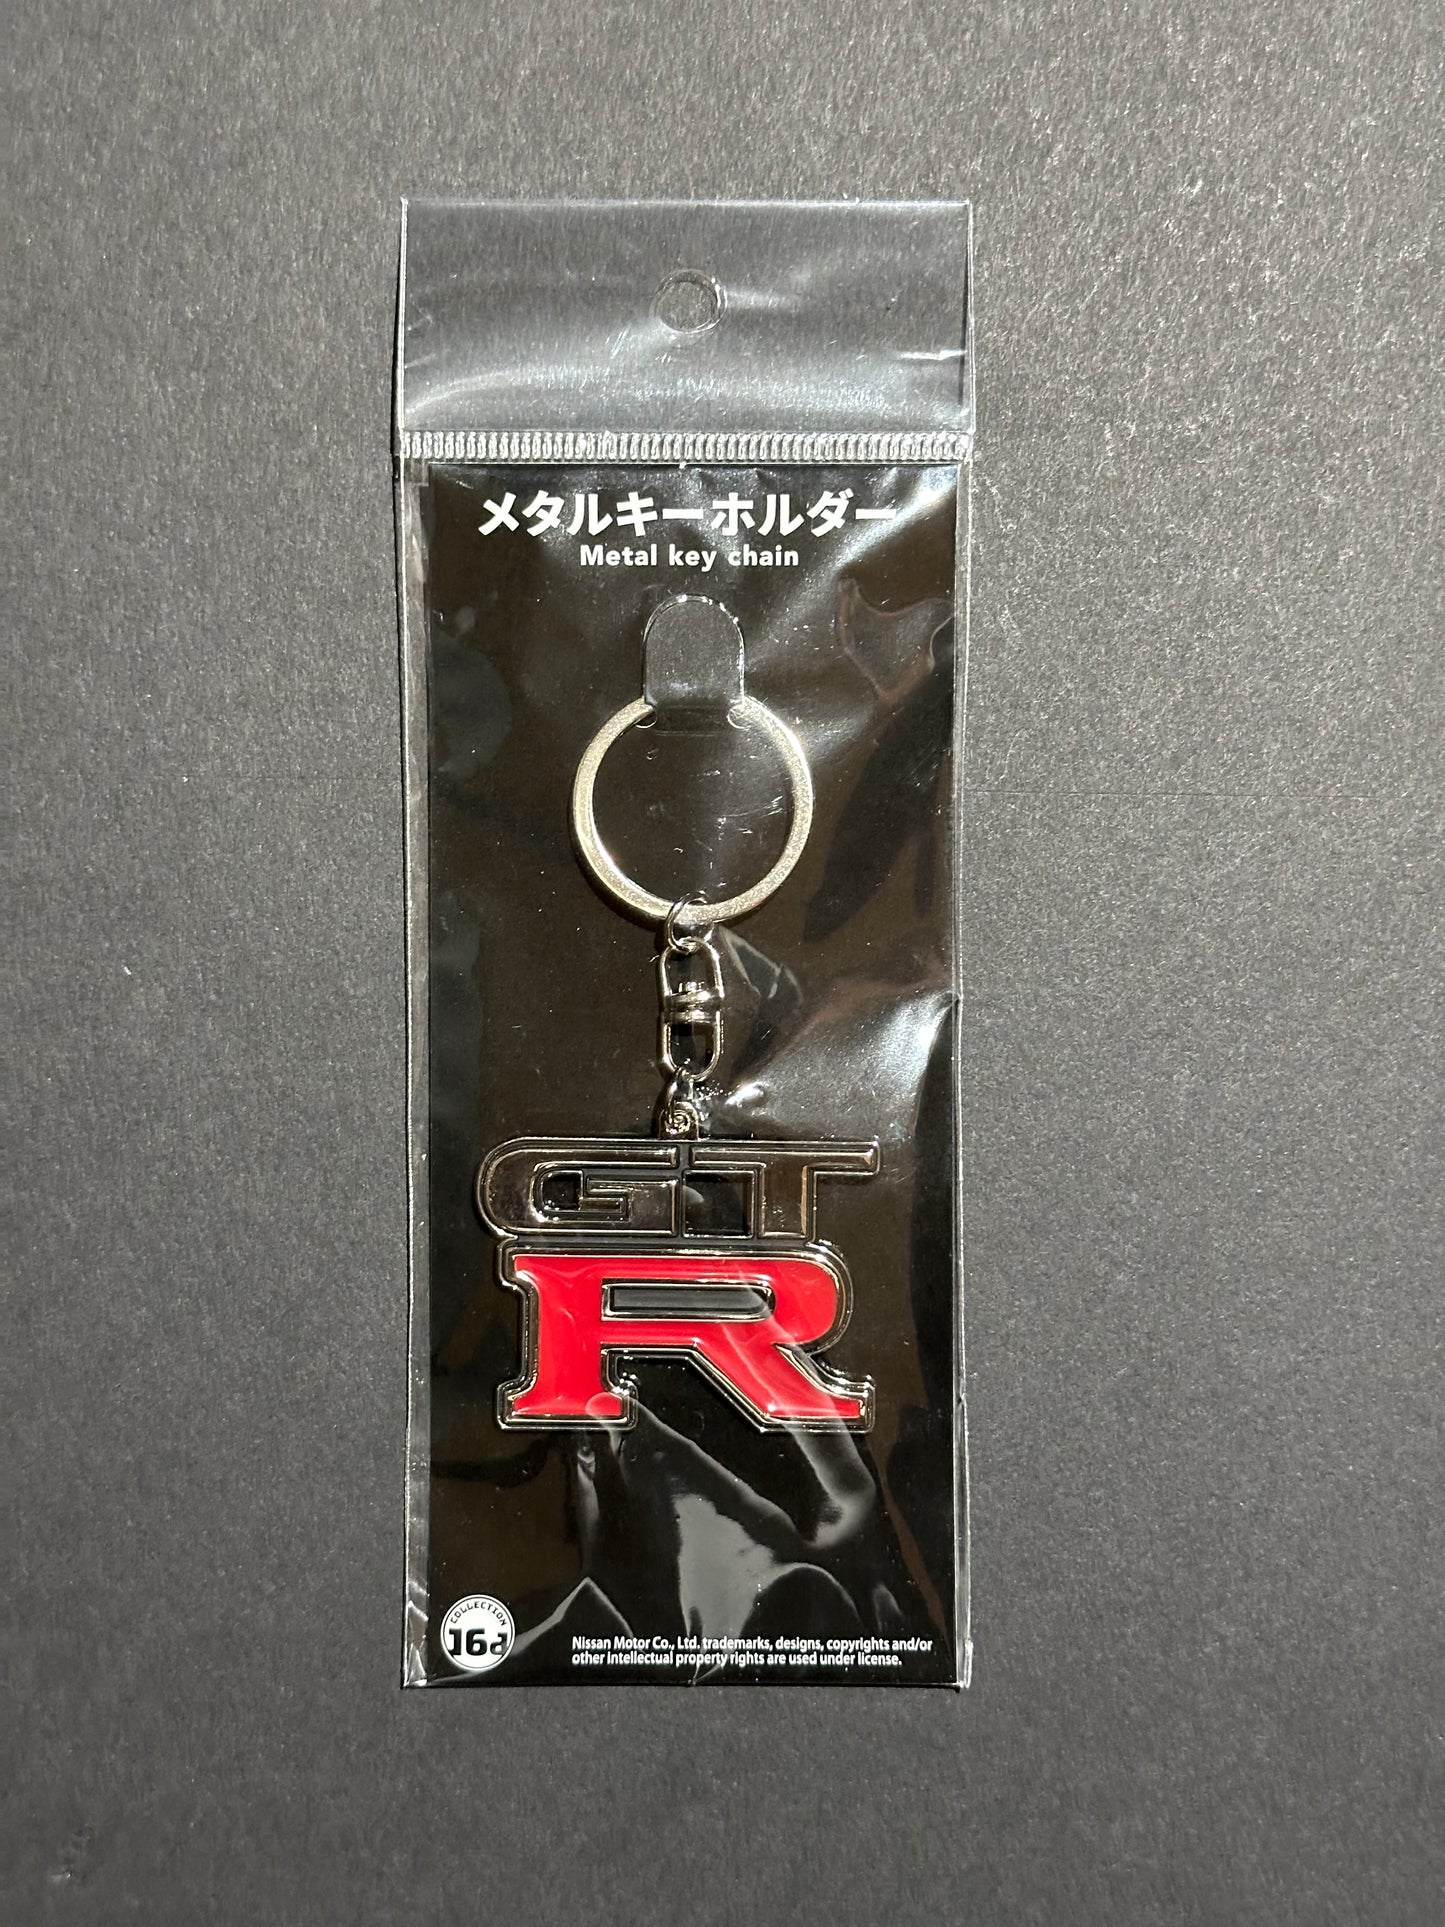 メタルキーホルダー
Metal key chain
GT
R
COLLECTION
16d
Nissan Motor Co., Ltd. trademarks, designs, copyrights and/or
other intellectual property rights are used under license.